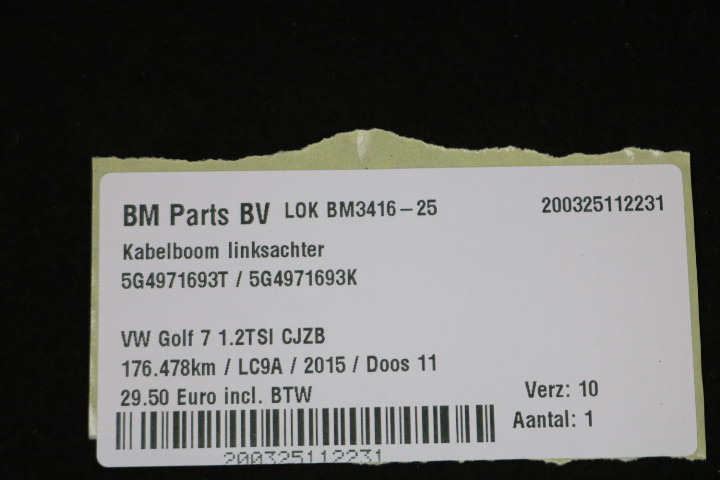 BM Parts BV LOK BM3416-25 200325112231
Kabelboom linksachter
5G4971693T / 5G4971693K
VW Golf 7 1.2TSI CJZB
176.478km / LC9A / 2015 / Doos 11
29.50 Euro incl. BTW Verz: 10
Aantal: 1
200325112231